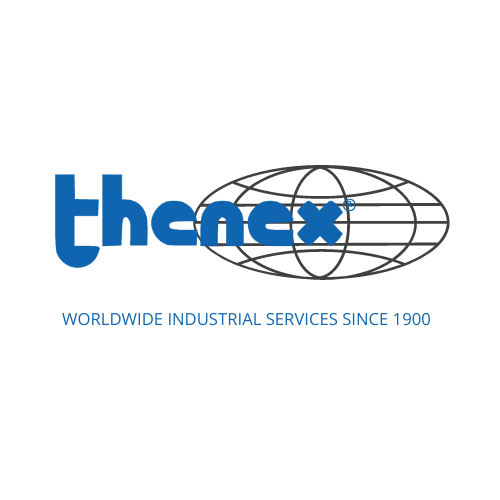 thenex®
WORLDWIDE INDUSTRIAL SERVICES SINCE 1900